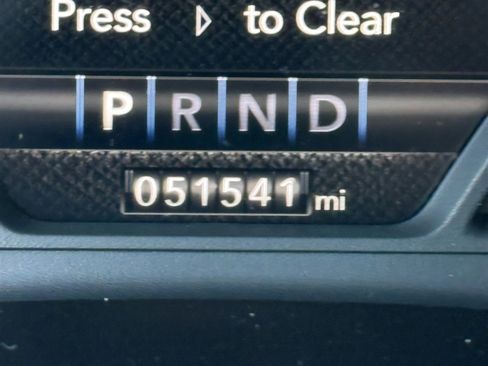 Press ▷ to Clear
P R N D
051541 mi